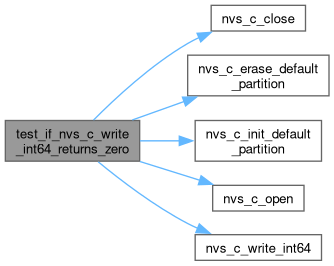 nvs_c_close
nvs_c_erase_default
_partition
test_if_nvs_c_write
_int64_returns_zero
nvs_c_init_default
_partition
nvs_c_open
nvs_c_write_int64